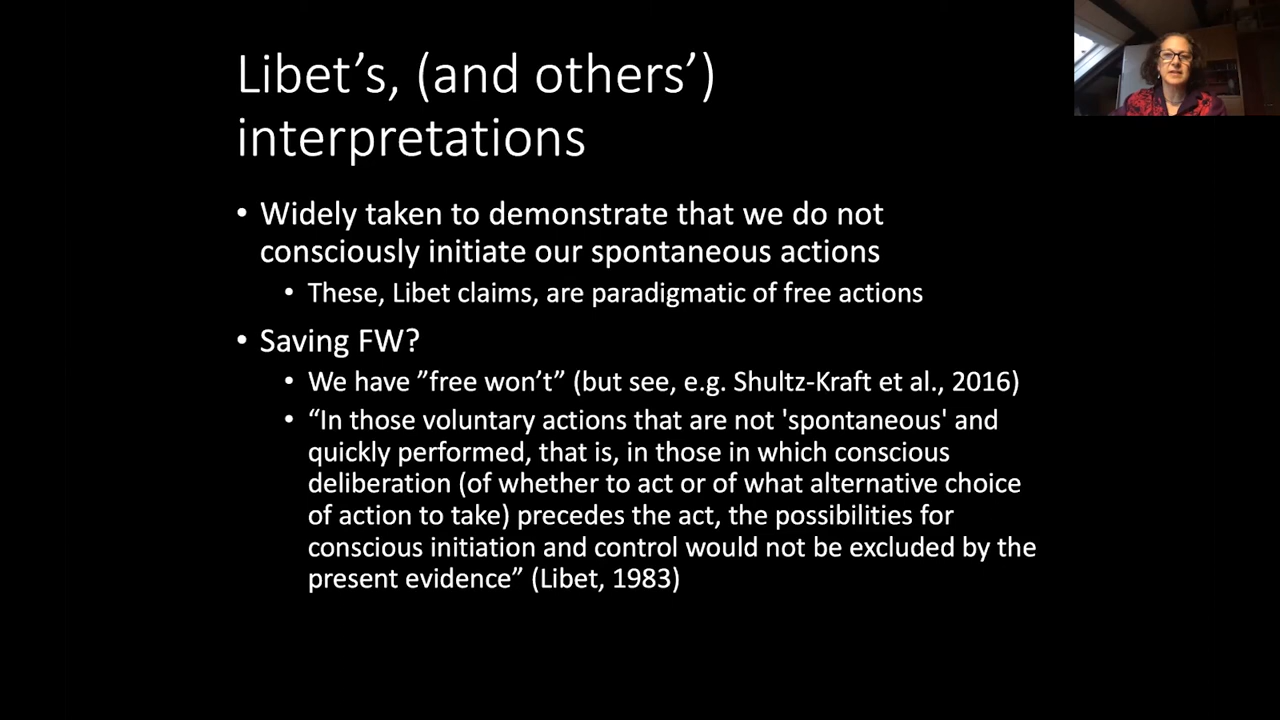 Libet’s, (and others’)
interpretations
• Widely taken to demonstrate that we do not
consciously initiate our spontaneous actions
• These, Libet claims, are paradigmatic of free actions
• Saving FW?
• We have ”free won’t” (but see, e.g. Shultz-Kraft et al., 2016)
• “In those voluntary actions that are not 'spontaneous' and
quickly performed, that is, in those in which conscious
deliberation (of whether to act or of what alternative choice
of action to take) precedes the act, the possibilities for
conscious initiation and control would not be excluded by the
present evidence” (Libet, 1983)